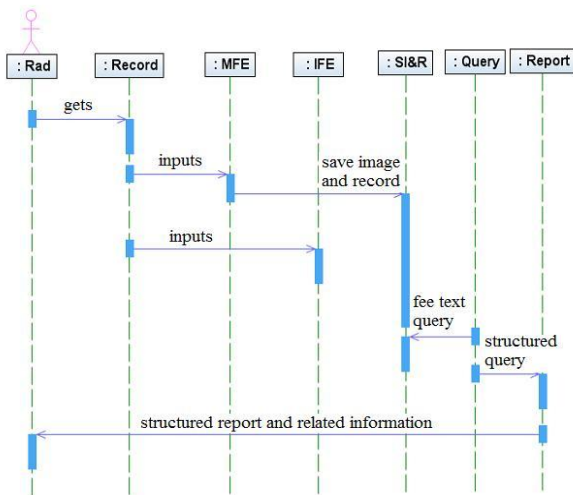 : Rad
: Record
: MFE
: IFE
: SI&R
: Query
: Report
gets
inputs
save image
and record
inputs
fee text
query
structured
query
structured report and related information